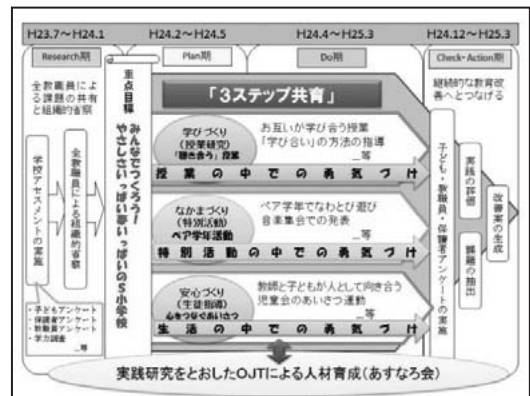 H23.7～H24.1
H24.2～H24.5
H24.4～H25.3
H24.12～H25.3
Research期
Plan期
Do期
Check・Action期
全教職員によ
る課題の共有
と組織的省察
学校アセスメントの実施
全教職員による組織的省察
・子どもアンケート
・保護者アンケート
・教職員アンケート
・学力調査
…等
重点目標
みんなでつくろう！
やさしさいっぱい夢いっぱいのS小学校
「3ステップ共育」
学びづくり
(授業研究)
「聴き合う」授業
お互いが学び合う授業
「学び合い」の方法の指導
…等
授業の中での勇気づけ
なかまづくり
(特別活動)
ペア学年活動
ペア学年でなわとび遊び
音楽集会での発表
…等
特別活動の中での勇気づけ
安心づくり
(生徒指導)
心をつなぐあいさつ
教師と子どもが人として向き合う
児童会のあいさつ運動
…等
生活の中での勇気づけ
継続的な教育改
善へとつなげる
子ども・教職員・保護者アンケートの実施
実践の評価
課題の抽出
改善案の生成
実践研究をとおしたOJTによる人材育成(あすなろ会)